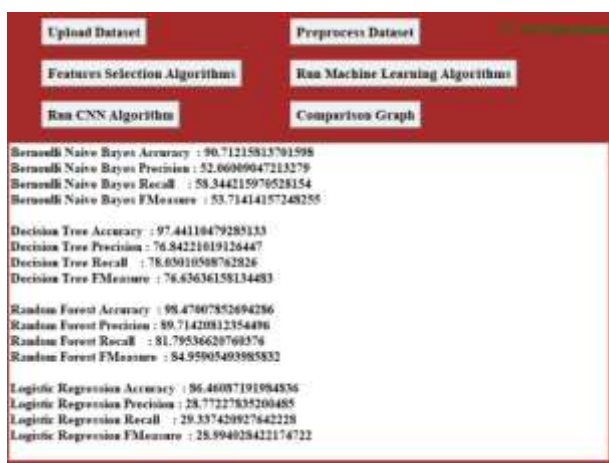 Upload Dataset
Preprocess Dataset
Features Selection Algorithms
Run Machine Learning Algorithms
Run CNN Algorithm
Comparison Graph
Bernoulli Naive Bayes Accuracy : 90.71215813701598
Bernoulli Naive Bayes Precision : 52.06009047213279
Bernoulli Naive Bayes Recall : 58.344215970528154
Bernoulli Naive Bayes FMeasure : 53.71414157248255
Decision Tree Accuracy : 97.44110479285133
Decision Tree Precision : 76.84221019126447
Decision Tree Recall : 78.03010508762826
Decision Tree FMeasure : 76.63636158134483
Random Forest Accuracy : 98.47007852694286
Random Forest Precision : 89.71420812354496
Random Forest Recall : 81.79536620760376
Random Forest FMeasure : 84.95905493985832
Logistic Regression Accuracy : 86.46087191984836
Logistic Regression Precision : 28.77227835200485
Logistic Regression Recall : 29.337420927642228
Logistic Regression FMeasure : 28.994028422174722